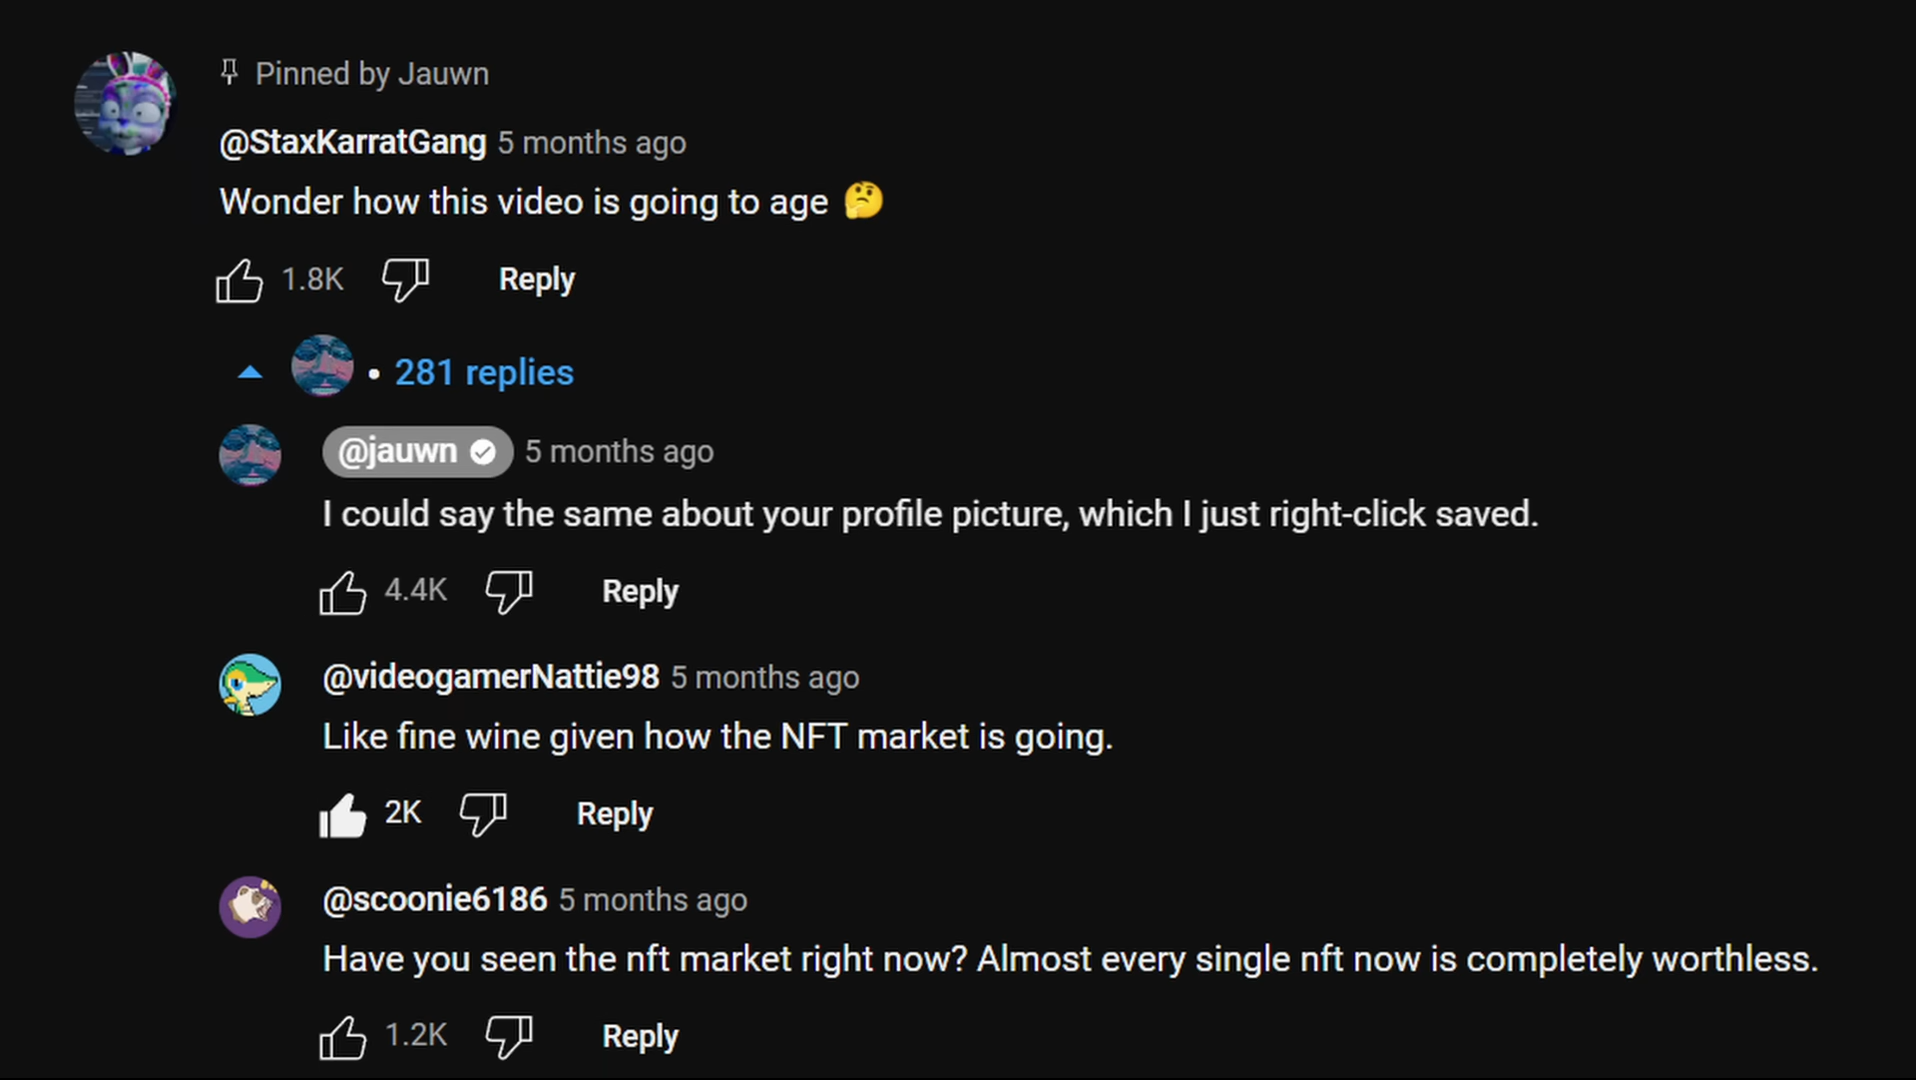 Pinned by Jauwn
@StaxKarratGang 5 months ago
Wonder how this video is going to age 🤔
1.8K Reply
• 281 replies
@jauwn 5 months ago
I could say the same about your profile picture, which I just right-click saved.
4.4K Reply
@videogamerNattie98 5 months ago
Like fine wine given how the NFT market is going.
2K Reply
@scoonie6186 5 months ago
Have you seen the nft market right now? Almost every single nft now is completely worthless.
1.2K Reply